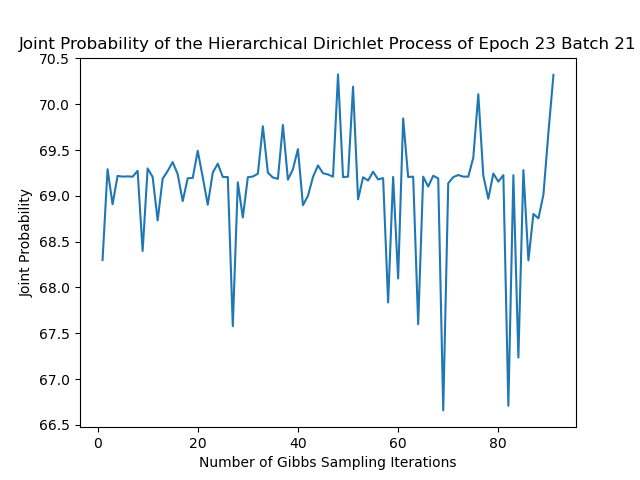 Joint Probability of the Hierarchical Dirichlet Process of Epoch 23 Batch 21
70.5
70.0
69.5
69.0
68.5
68.0
67.5
67.0
66.5
Joint Probability
0 20 40 60 80
Number of Gibbs Sampling Iterations